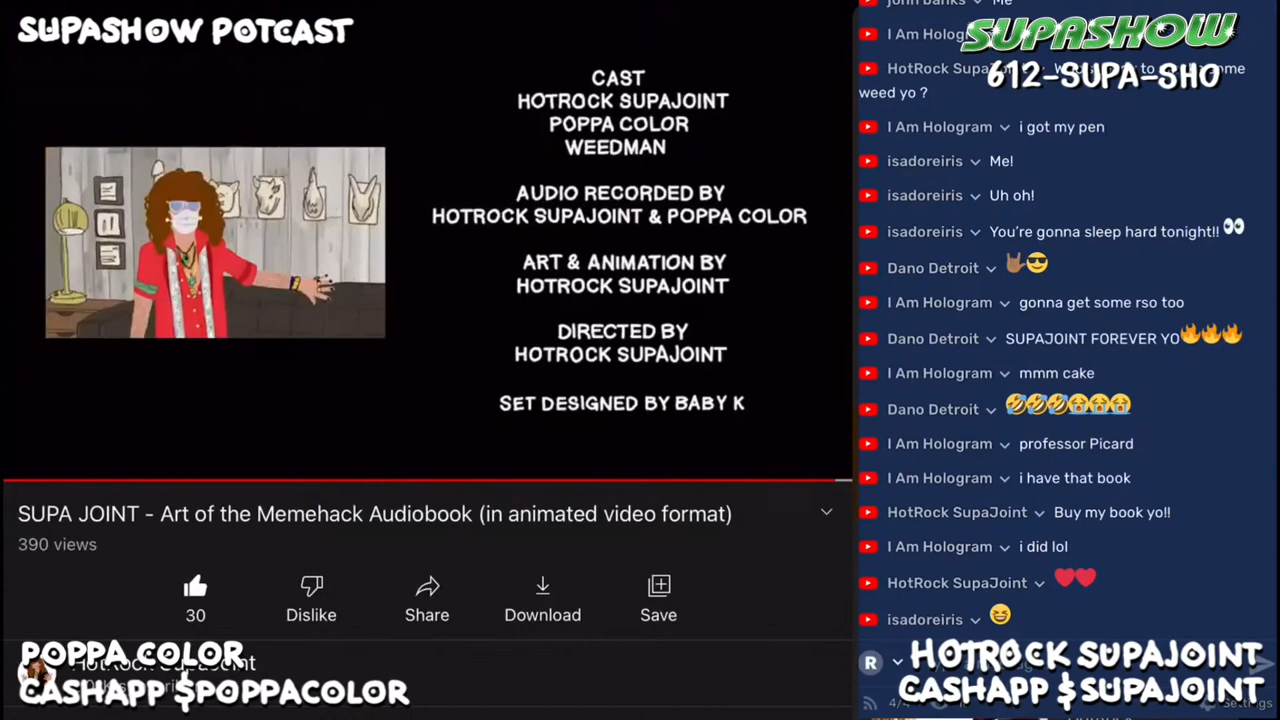 SUPASHOW POTCAST
CAST
HOTROCK SUPAJOINT
POPPA COLOR
WEEDMAN
AUDIO RECORDED BY
HOTROCK SUPAJOINT & POPPA COLOR
ART & ANIMATION BY
HOTROCK SUPAJOINT
DIRECTED BY
HOTROCK SUPAJOINT
SET DESIGNED BY BABY K
SUPA JOINT - Art of the Memehack Audiobook (in animated video format)
390 views
30
Dislike
Share
Download
Save
POPPA COLOR
CASHAPP $POPPACOLOR
john banks Me
I Am
SUPASHOW
HotRock
612-SUPA-SHO
weed yo ?
I Am Hologram i got my pen
isadoreiris Me!
isadoreiris Uh oh!
isadoreiris You’re gonna sleep hard tonight!! 👀
Dano Detroit 🤘🏾😎
I Am Hologram gonna get some rso too
Dano Detroit SUPAJOINT FOREVER YO🔥🔥🔥
I Am Hologram mmm cake
Dano Detroit 🤣🤣🤣😭😭😭
I Am Hologram professor Picard
I Am Hologram i have that book
HotRock SupaJoint Buy my book yo!!
I Am Hologram i did lol
HotRock SupaJoint ❤️❤️
isadoreiris 😆
R
HOTROCK SUPAJOINT
CASHAPP $SUPAJOINT
Settings